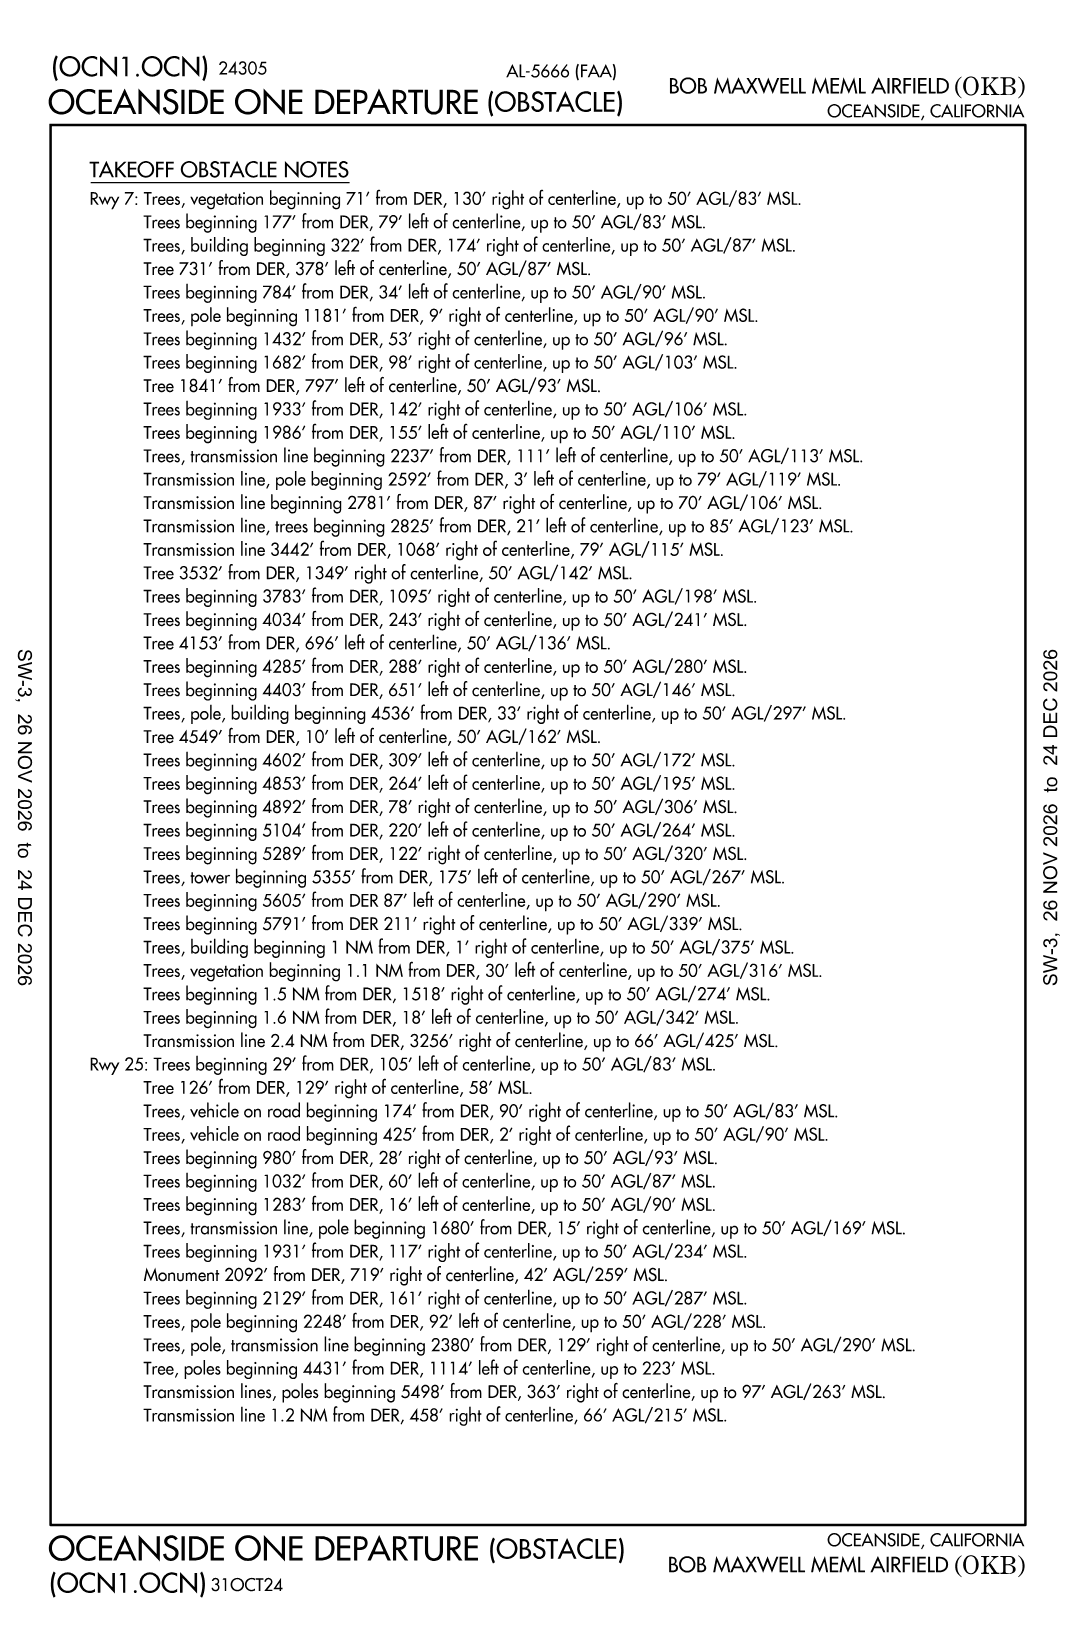 (OCN1.OCN) 24305
AL-5666 (FAA)
BOB MAXWELL MEML AIRFIELD (OKB)
OCEANSIDE ONE DEPARTURE (OBSTACLE)
OCEANSIDE, CALIFORNIA
TAKEOFF OBSTACLE NOTES
Rwy 7: Trees, vegetation beginning 71’ from DER, 130’ right of centerline, up to 50’ AGL/83’ MSL.
Trees beginning 177’ from DER, 79’ left of centerline, up to 50’ AGL/83’ MSL.
Trees, building beginning 322’ from DER, 174’ right of centerline, up to 50’ AGL/87’ MSL.
Tree 731’ from DER, 378’ left of centerline, 50’ AGL/87’ MSL.
Trees beginning 784’ from DER, 34’ left of centerline, up to 50’ AGL/90’ MSL.
Trees, pole beginning 1181’ from DER, 9’ right of centerline, up to 50’ AGL/90’ MSL.
Trees beginning 1432’ from DER, 53’ right of centerline, up to 50’ AGL/96’ MSL.
Trees beginning 1682’ from DER, 98’ right of centerline, up to 50’ AGL/103’ MSL.
Tree 1841’ from DER, 797’ left of centerline, 50’ AGL/93’ MSL.
Trees beginning 1933’ from DER, 142’ right of centerline, up to 50’ AGL/106’ MSL.
Trees beginning 1986’ from DER, 155’ left of centerline, up to 50’ AGL/110’ MSL.
Trees, transmission line beginning 2237’ from DER, 111’ left of centerline, up to 50’ AGL/113’ MSL.
Transmission line, pole beginning 2592’ from DER, 3’ left of centerline, up to 79’ AGL/119’ MSL.
Transmission line beginning 2781’ from DER, 87’ right of centerline, up to 70’ AGL/106’ MSL.
Transmission line, trees beginning 2825’ from DER, 21’ left of centerline, up to 85’ AGL/123’ MSL.
Transmission line 3442’ from DER, 1068’ right of centerline, 79’ AGL/115’ MSL.
Tree 3532’ from DER, 1349’ right of centerline, 50’ AGL/142’ MSL.
Trees beginning 3783’ from DER, 1095’ right of centerline, up to 50’ AGL/198’ MSL.
Trees beginning 4034’ from DER, 243’ right of centerline, up to 50’ AGL/241’ MSL.
Tree 4153’ from DER, 696’ left of centerline, 50’ AGL/136’ MSL.
Trees beginning 4285’ from DER, 288’ right of centerline, up to 50’ AGL/280’ MSL.
Trees beginning 4403’ from DER, 651’ left of centerline, up to 50’ AGL/146’ MSL.
Trees, pole, building beginning 4536’ from DER, 33’ right of centerline, up to 50’ AGL/297’ MSL.
Tree 4549’ from DER, 10’ left of centerline, 50’ AGL/162’ MSL.
Trees beginning 4602’ from DER, 309’ left of centerline, up to 50’ AGL/172’ MSL.
Trees beginning 4853’ from DER, 264’ left of centerline, up to 50’ AGL/195’ MSL.
Trees beginning 4892’ from DER, 78’ right of centerline, up to 50’ AGL/306’ MSL.
Trees beginning 5104’ from DER, 220’ left of centerline, up to 50’ AGL/264’ MSL.
Trees beginning 5289’ from DER, 122’ right of centerline, up to 50’ AGL/320’ MSL.
Trees, tower beginning 5355’ from DER, 175’ left of centerline, up to 50’ AGL/267’ MSL.
Trees beginning 5605’ from DER 87’ left of centerline, up to 50’ AGL/290’ MSL.
Trees beginning 5791’ from DER 211’ right of centerline, up to 50’ AGL/339’ MSL.
Trees, building beginning 1 NM from DER, 1’ right of centerline, up to 50’ AGL/375’ MSL.
Trees, vegetation beginning 1.1 NM from DER, 30’ left of centerline, up to 50’ AGL/316’ MSL.
Trees beginning 1.5 NM from DER, 1518’ right of centerline, up to 50’ AGL/274’ MSL.
Trees beginning 1.6 NM from DER, 18’ left of centerline, up to 50’ AGL/342’ MSL.
Transmission line 2.4 NM from DER, 3256’ right of centerline, up to 66’ AGL/425’ MSL.
Rwy 25: Trees beginning 29’ from DER, 105’ left of centerline, up to 50’ AGL/83’ MSL.
Tree 126’ from DER, 129’ right of centerline, 58’ MSL.
Trees, vehicle on road beginning 174’ from DER, 90’ right of centerline, up to 50’ AGL/83’ MSL.
Trees, vehicle on raod beginning 425’ from DER, 2’ right of centerline, up to 50’ AGL/90’ MSL.
Trees beginning 980’ from DER, 28’ right of centerline, up to 50’ AGL/93’ MSL.
Trees beginning 1032’ from DER, 60’ left of centerline, up to 50’ AGL/87’ MSL.
Trees beginning 1283’ from DER, 16’ left of centerline, up to 50’ AGL/90’ MSL.
Trees, transmission line, pole beginning 1680’ from DER, 15’ right of centerline, up to 50’ AGL/169’ MSL.
Trees beginning 1931’ from DER, 117’ right of centerline, up to 50’ AGL/234’ MSL.
Monument 2092’ from DER, 719’ right of centerline, 42’ AGL/259’ MSL.
Trees beginning 2129’ from DER, 161’ right of centerline, up to 50’ AGL/287’ MSL.
Trees, pole beginning 2248’ from DER, 92’ left of centerline, up to 50’ AGL/228’ MSL.
Trees, pole, transmission line beginning 2380’ from DER, 129’ right of centerline, up to 50’ AGL/290’ MSL.
Tree, poles beginning 4431’ from DER, 1114’ left of centerline, up to 223’ MSL.
Transmission lines, poles beginning 5498’ from DER, 363’ right of centerline, up to 97’ AGL/263’ MSL.
Transmission line 1.2 NM from DER, 458’ right of centerline, 66’ AGL/215’ MSL.
SW-3, 26 NOV 2026 to 24 DEC 2026
SW-3, 26 NOV 2026 to 24 DEC 2026
OCEANSIDE ONE DEPARTURE (OBSTACLE)
OCEANSIDE, CALIFORNIA
BOB MAXWELL MEML AIRFIELD (OKB)
(OCN1.OCN) 31OCT24